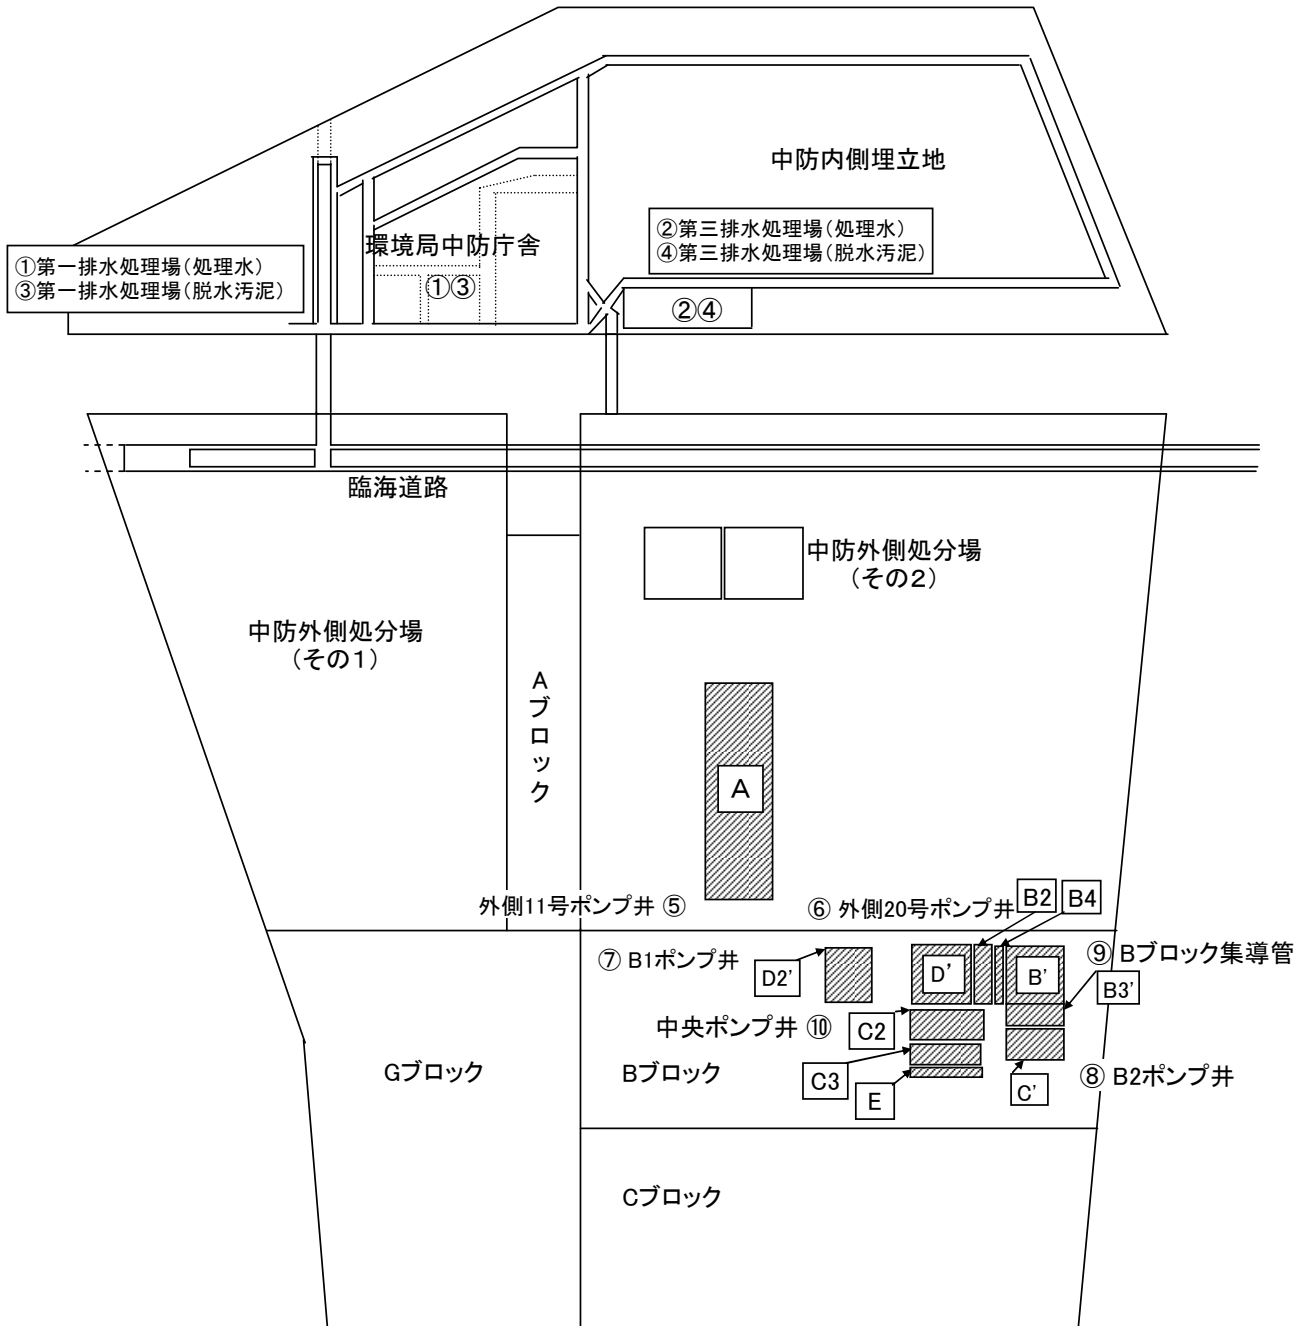 中防内側埋立地
②第三排水処理場（処理水）
④第三排水処理場（脱水汚泥）
環境局中防庁舎
①第一排水処理場（処理水）
③第一排水処理場（脱水汚泥）
①③
②④
臨海道路
中防外側処分場
（その2）
中防外側処分場
（その1）
Aブロック
A
外側11号ポンプ井 ⑤
⑥ 外側20号ポンプ井
B2
B4
⑦ B1ポンプ井
D2'
D'
B'
⑨ Bブロック集導管
B3'
中央ポンプ井 ⑩
C2
Gブロック
Bブロック
C3
E
C'
⑧ B2ポンプ井
Cブロック